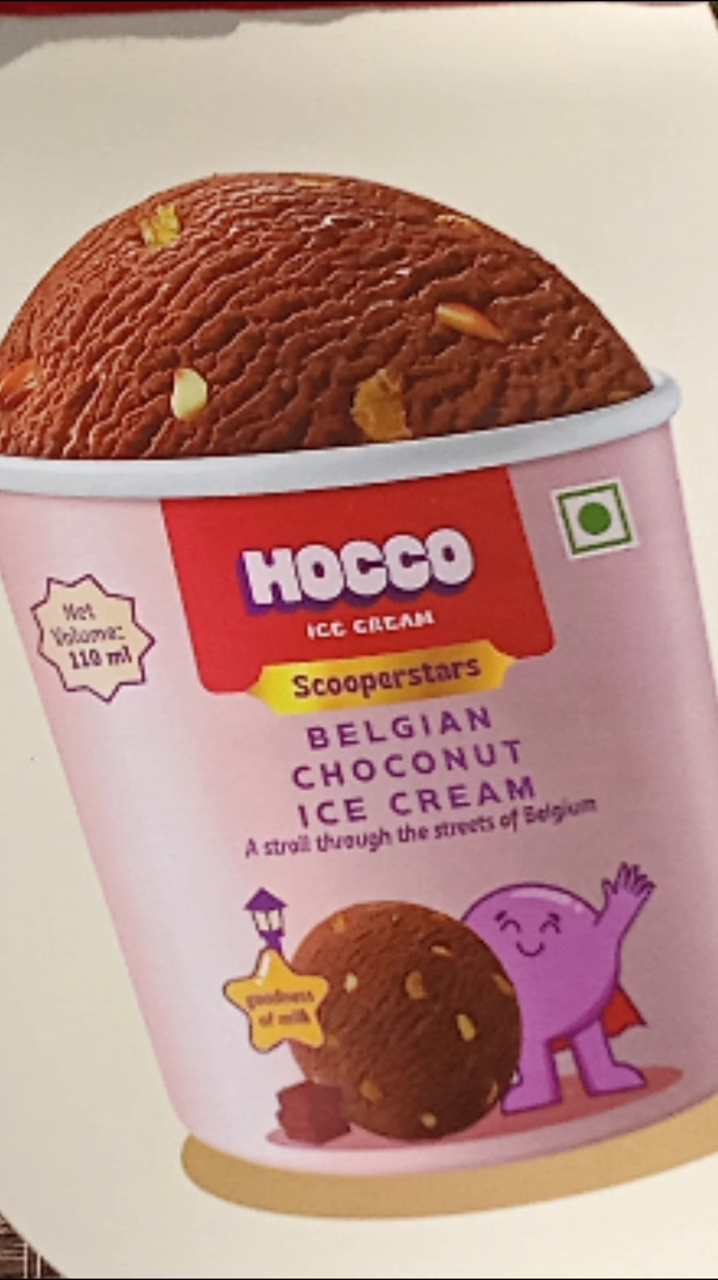 HOCCO
ICE CREAM
Net
Volume:
110 ml
Scooperstars
BELGIAN
CHOCONUT
ICE CREAM
A stroll through the streets of Belgium
goodness
of milk